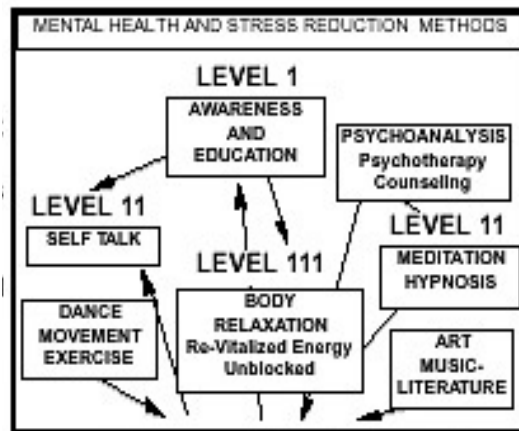 MENTAL HEALTH AND STRESS REDUCTION METHODS
LEVEL 1
AWARENESS
AND
EDUCATION
PSYCHOANALYSIS
Psychotherapy
Counseling
LEVEL 11
SELF TALK
LEVEL 11
MEDITATION
HYPNOSIS
LEVEL 111
BODY
RELAXATION
Re-Vitalized Energy
Unblocked
DANCE
MOVEMENT
EXERCISE
ART
MUSIC-
LITERATURE